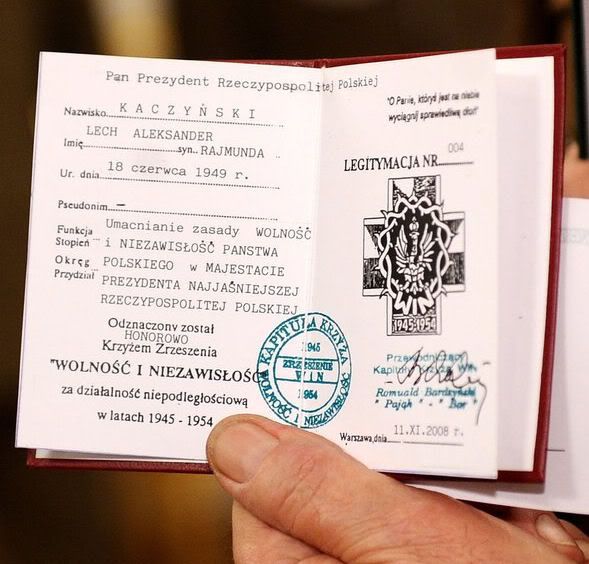 Pan Prezydent Rzeczypospolitej Polskiej
Nazwisko KACZYŃSKI
LECH ALEKSANDER
Imię syn. RAJMUNDA
Ur. dnia 18 czerwca 1949 r.
Pseudonim –
Funkcja Umacnianie zasady WOLNOŚĆ
Stopień i NIEZAWISŁOŚĆ PAŃSTWA
Okręg POLSKIEGO w MAJESTACIE
Przydział PREZYDENTA NAJJAŚNIEJSZEJ
RZECZYPOSPOLITEJ POLSKIEJ
Odznaczony został
HONOROWO
Krzyżem Zrzeszenia
"WOLNOŚĆ I NIEZAWISŁOŚĆ
za działalność niepodległościową
w latach 1945 - 1954
KAPITUŁA KRZYŻA
1945
ZRZESZENIE
WIN
1954
WOLNOŚĆ I NIEZAWISŁOŚĆ
"O Panie, któryś jest na niebie
wyciągnij sprawiedliwą dłoń"
004
LEGITYMACJA NR
1945-1954
Przewodniczący
Kapituły Krzyża WiN
Romuald Bardzyński
"Pająk" - "Bor"
Warszawa, dnia 11.XI.2008 r.